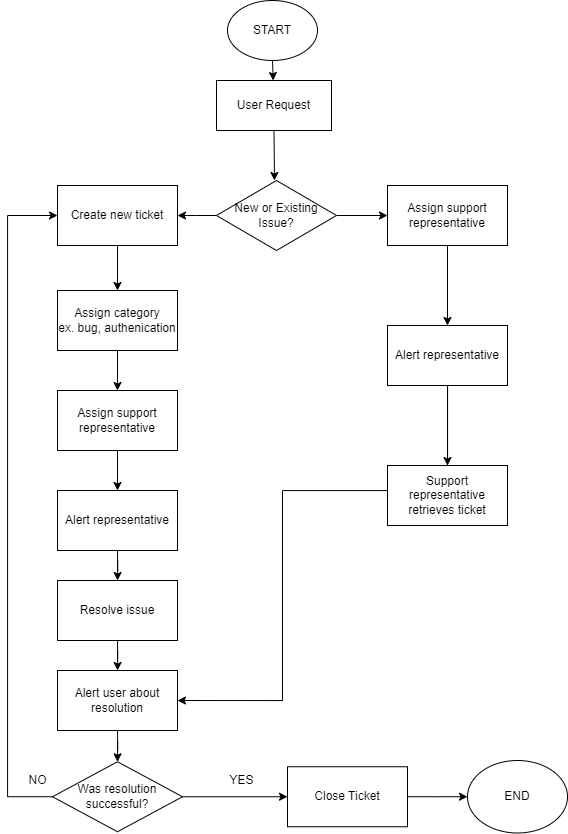 START
User Request
New or Existing
Issue?
Create new ticket
Assign support
representative
Assign category
ex. bug, authenication
Alert representative
Assign support
representative
Support
representative
retrieves ticket
Alert representative
Resolve issue
Alert user about
resolution
NO
Was resolution
successful?
YES
Close Ticket
END